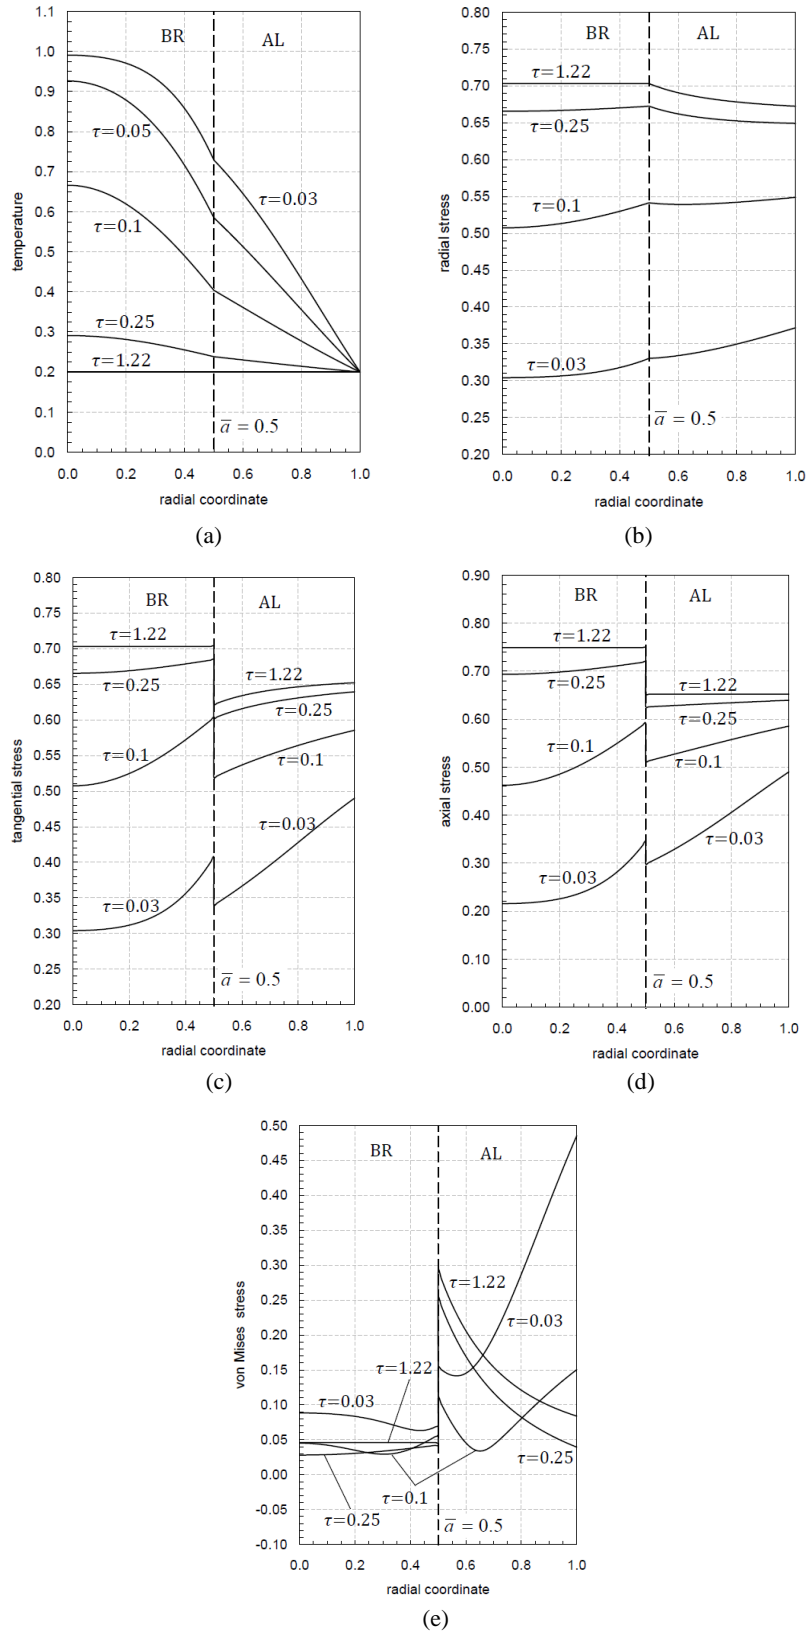 BR AL
1.1
1.0
0.9
0.8
0.7
0.6
0.5
0.4
0.3
0.2
0.1
0.0
temperature
τ=0.05
τ=0.03
τ=0.1
τ=0.25
τ=1.22
a̅ = 0.5
0.0 0.2 0.4 0.6 0.8 1.0
radial coordinate
(a)
BR AL
0.80
0.75
0.70
0.65
0.60
0.55
0.50
0.45
0.40
0.35
0.30
0.25
0.20
radial stress
τ=1.22
τ=0.25
τ=0.1
τ=0.03
a̅ = 0.5
0.0 0.2 0.4 0.6 0.8 1.0
radial coordinate
(b)
BR AL
0.80
0.75
0.70
0.65
0.60
0.55
0.50
0.45
0.40
0.35
0.30
0.25
0.20
tangential stress
τ=1.22
τ=1.22
τ=0.25
τ=0.25
τ=0.1
τ=0.1
τ=0.03
τ=0.03
a̅ = 0.5
0.0 0.2 0.4 0.6 0.8 1.0
radial coordinate
(c)
BR AL
0.90
0.80
0.70
0.60
0.50
0.40
0.30
0.20
0.10
0.00
axial stress
τ=1.22
τ=1.22
τ=0.25
τ=0.25
τ=0.1
τ=0.1
τ=0.03
τ=0.03
a̅ = 0.5
0.0 0.2 0.4 0.6 0.8 1.0
radial coordinate
(d)
BR AL
0.50
0.45
0.40
0.35
0.30
0.25
0.20
0.15
0.10
0.05
0.00
-0.05
-0.10
von Mises stress
τ=1.22
τ=0.03
τ=1.22
τ=0.03
τ=0.25
τ=0.1
τ=0.25
a̅ = 0.5
0.0 0.2 0.4 0.6 0.8 1.0
radial coordinate
(e)